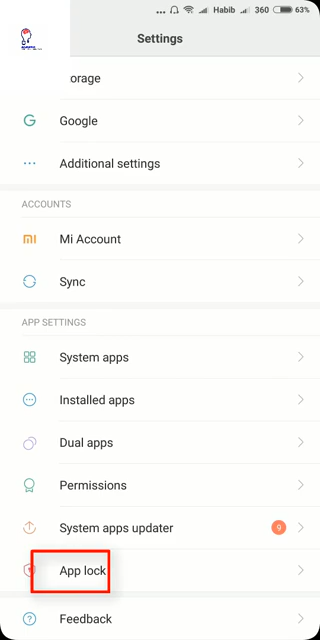 ... Habib 360 63%
Settings
orage
Google
Additional settings
ACCOUNTS
Mi Account
Sync
APP SETTINGS
System apps
Installed apps
Dual apps
Permissions
System apps updater 9
App lock
Feedback